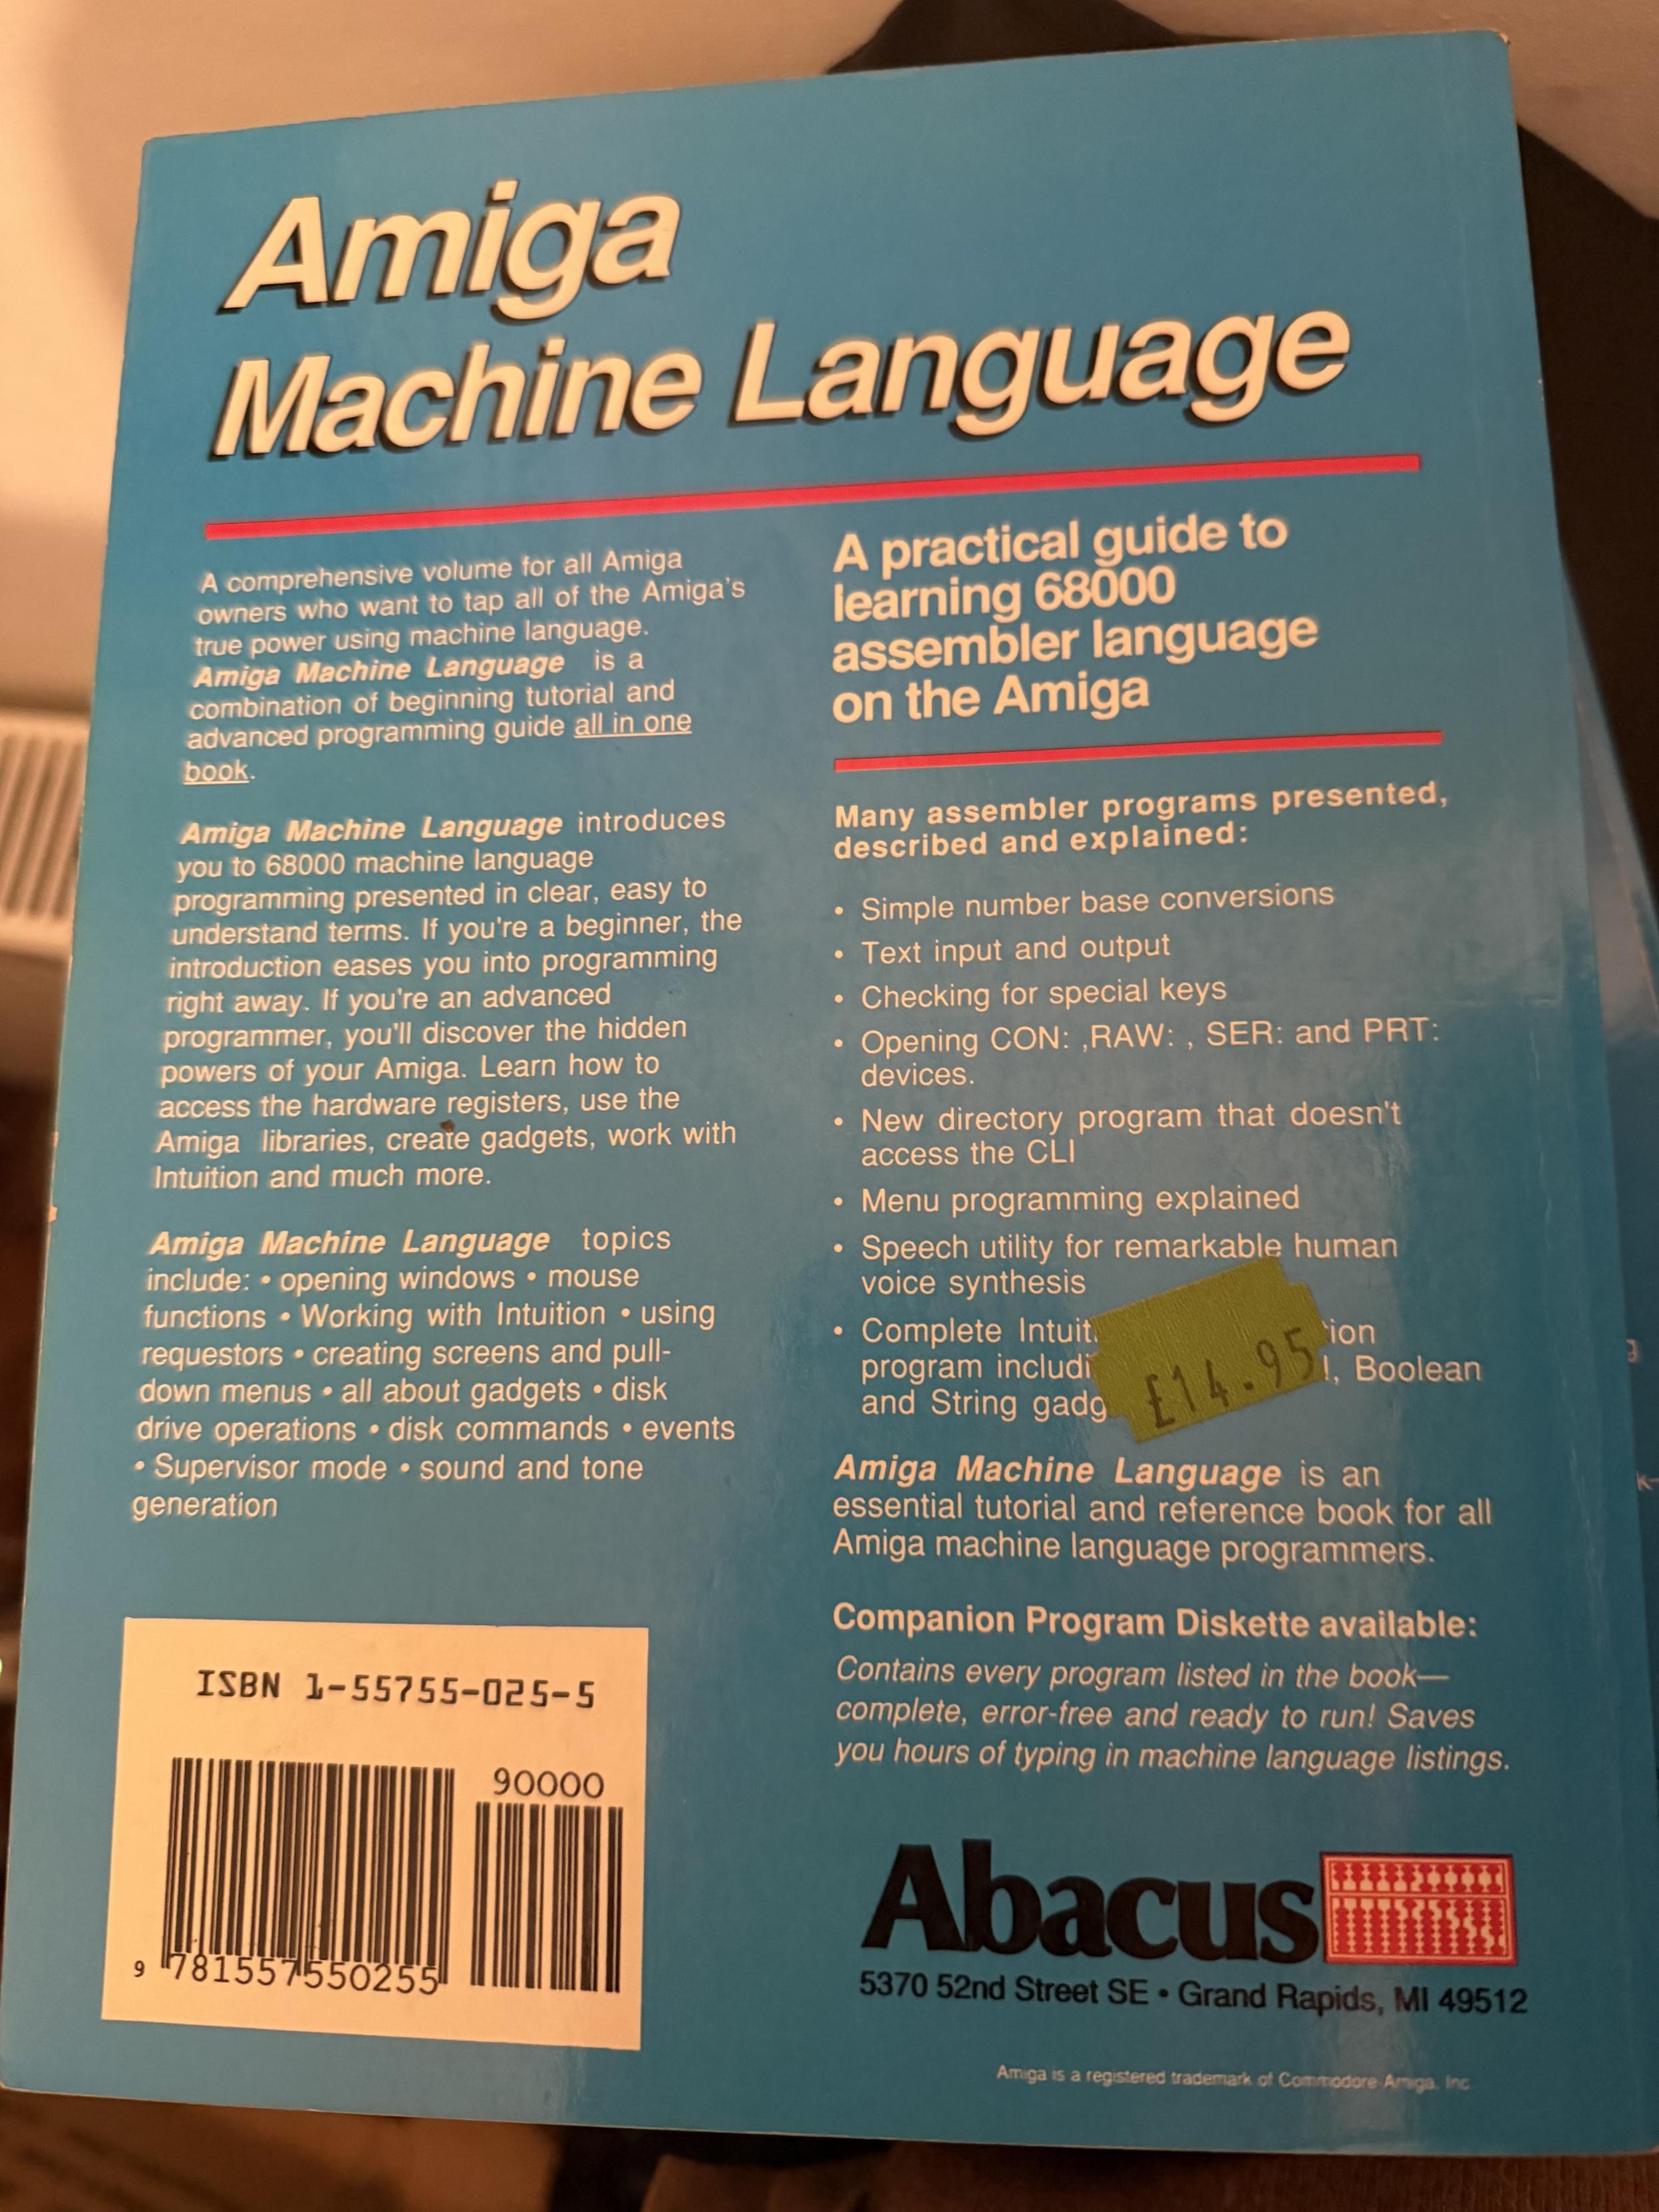 Amiga
Machine Language
A comprehensive volume for all Amiga
owners who want to tap all of the Amiga's
true power using machine language.
Amiga Machine Language is a
combination of beginning tutorial and
advanced programming guide all in one
book.
Amiga Machine Language introduces
you to 68000 machine language
programming presented in clear, easy to
understand terms. If you're a beginner, the
introduction eases you into programming
right away. If you're an advanced
programmer, you'll discover the hidden
powers of your Amiga. Learn how to
access the hardware registers, use the
Amiga libraries, create gadgets, work with
Intuition and much more.
Amiga Machine Language topics
include: • opening windows • mouse
functions • Working with Intuition • using
requestors • creating screens and pull-
down menus • all about gadgets • disk
drive operations • disk commands • events
• Supervisor mode • sound and tone
generation
ISBN 1-55755-025-5
90000
9 781557550255
A practical guide to
learning 68000
assembler language
on the Amiga
Many assembler programs presented,
described and explained:
• Simple number base conversions
• Text input and output
• Checking for special keys
• Opening CON: ,RAW: , SER: and PRT:
devices.
• New directory program that doesn't
access the CLI
• Menu programming explained
• Speech utility for remarkable human
voice synthesis
• Complete
program Boolean
and String
£14.95
Amiga Machine Language is an
essential tutorial and reference book for all
Amiga machine language programmers.
Companion Program Diskette available:
Contains every program listed in the book—
complete, error-free and ready to run! Saves
you hours of typing in machine language listings.
Abacus
5370 52nd Street SE • Grand Rapids, MI 49512
Amiga is a registered trademark of Commodore-Amiga, Inc